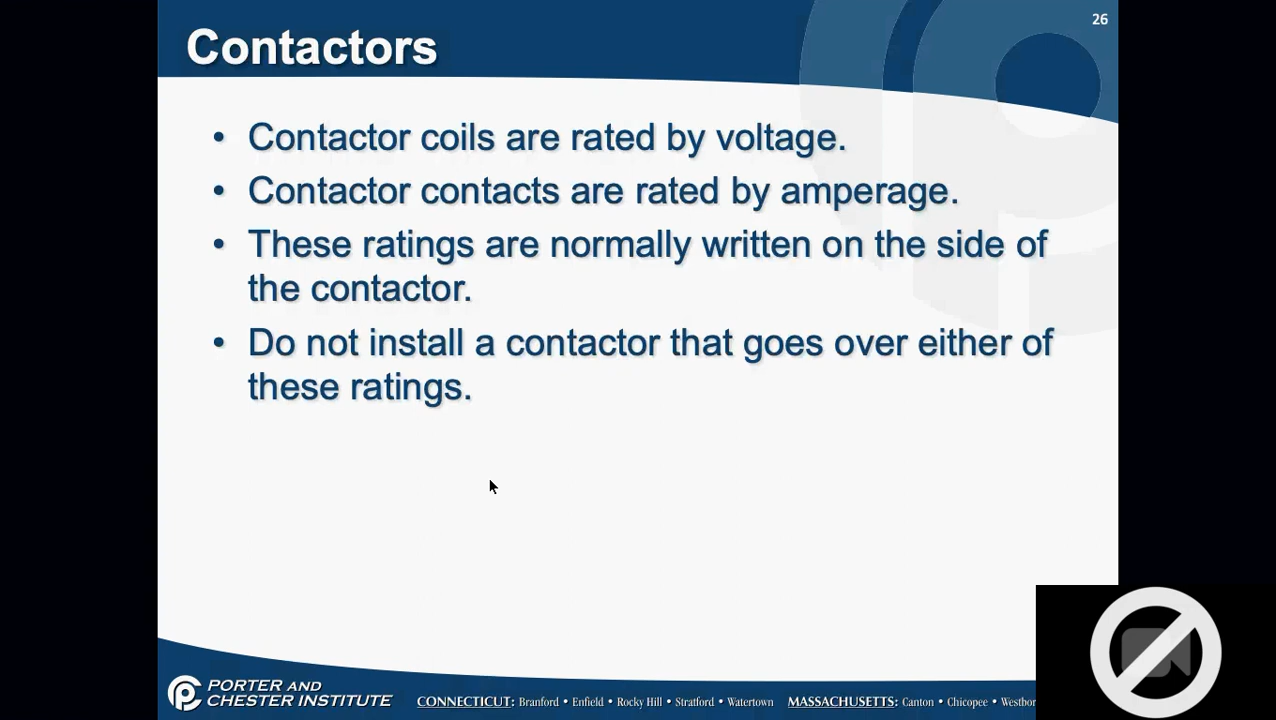 26
Contactors
• Contactor coils are rated by voltage.
• Contactor contacts are rated by amperage.
• These ratings are normally written on the side of
the contactor.
• Do not install a contactor that goes over either of
these ratings.
PORTER AND
CHESTER INSTITUTE
CONNECTICUT: Branford • Enfield • Rocky Hill • Stratford • Watertown MASSACHUSETTS: Canton • Chicopee •